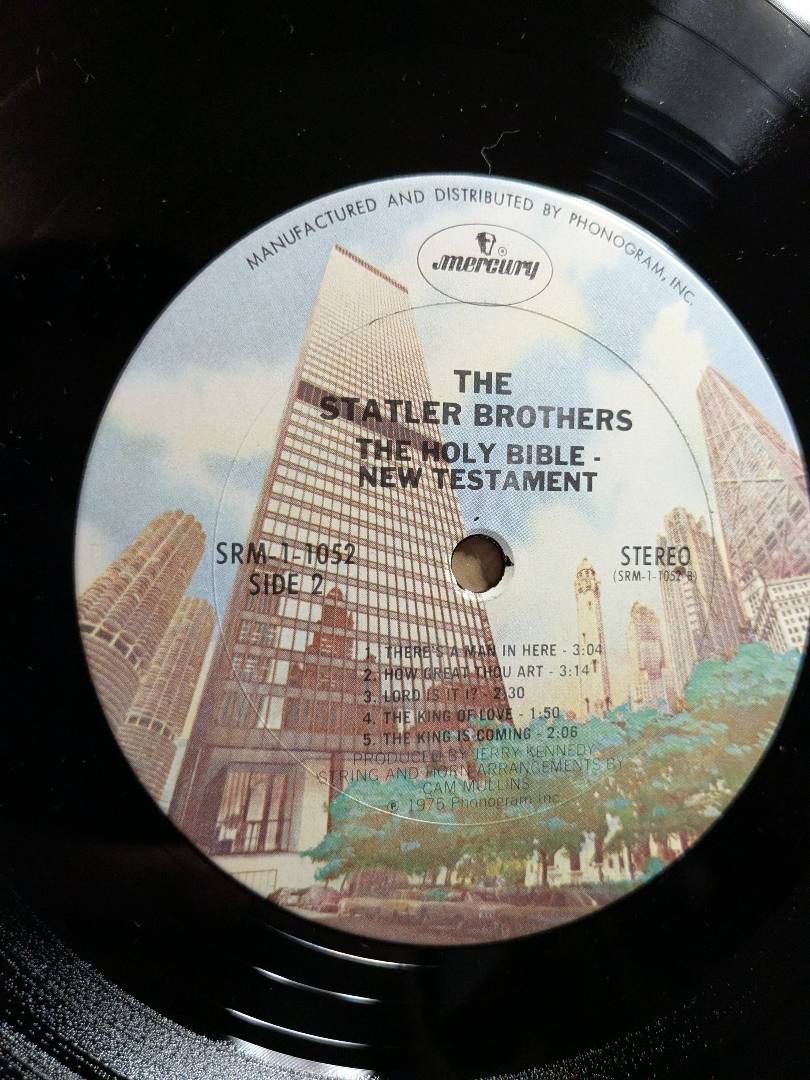 MANUFACTURED AND DISTRIBUTED BY PHONOGRAM, INC.
mercury ®
THE
STATLER BROTHERS
THE HOLY BIBLE -
NEW TESTAMENT
SRM-1-1052
SIDE 2
STEREO
(SRM-1-1052 B)
1. THERE'S A MAN IN HERE - 3:04
2. HOW GREAT THOU ART - 3:14
3. LORD IS IT I? - 2:30
4. THE KING OF LOVE - 1:50
5. THE KING IS COMING - 2:06
PRODUCED BY JERRY KENNEDY
STRING AND HORN ARRANGEMENTS BY
CAM MULLINS
℗ 1975 Phonogram Inc.